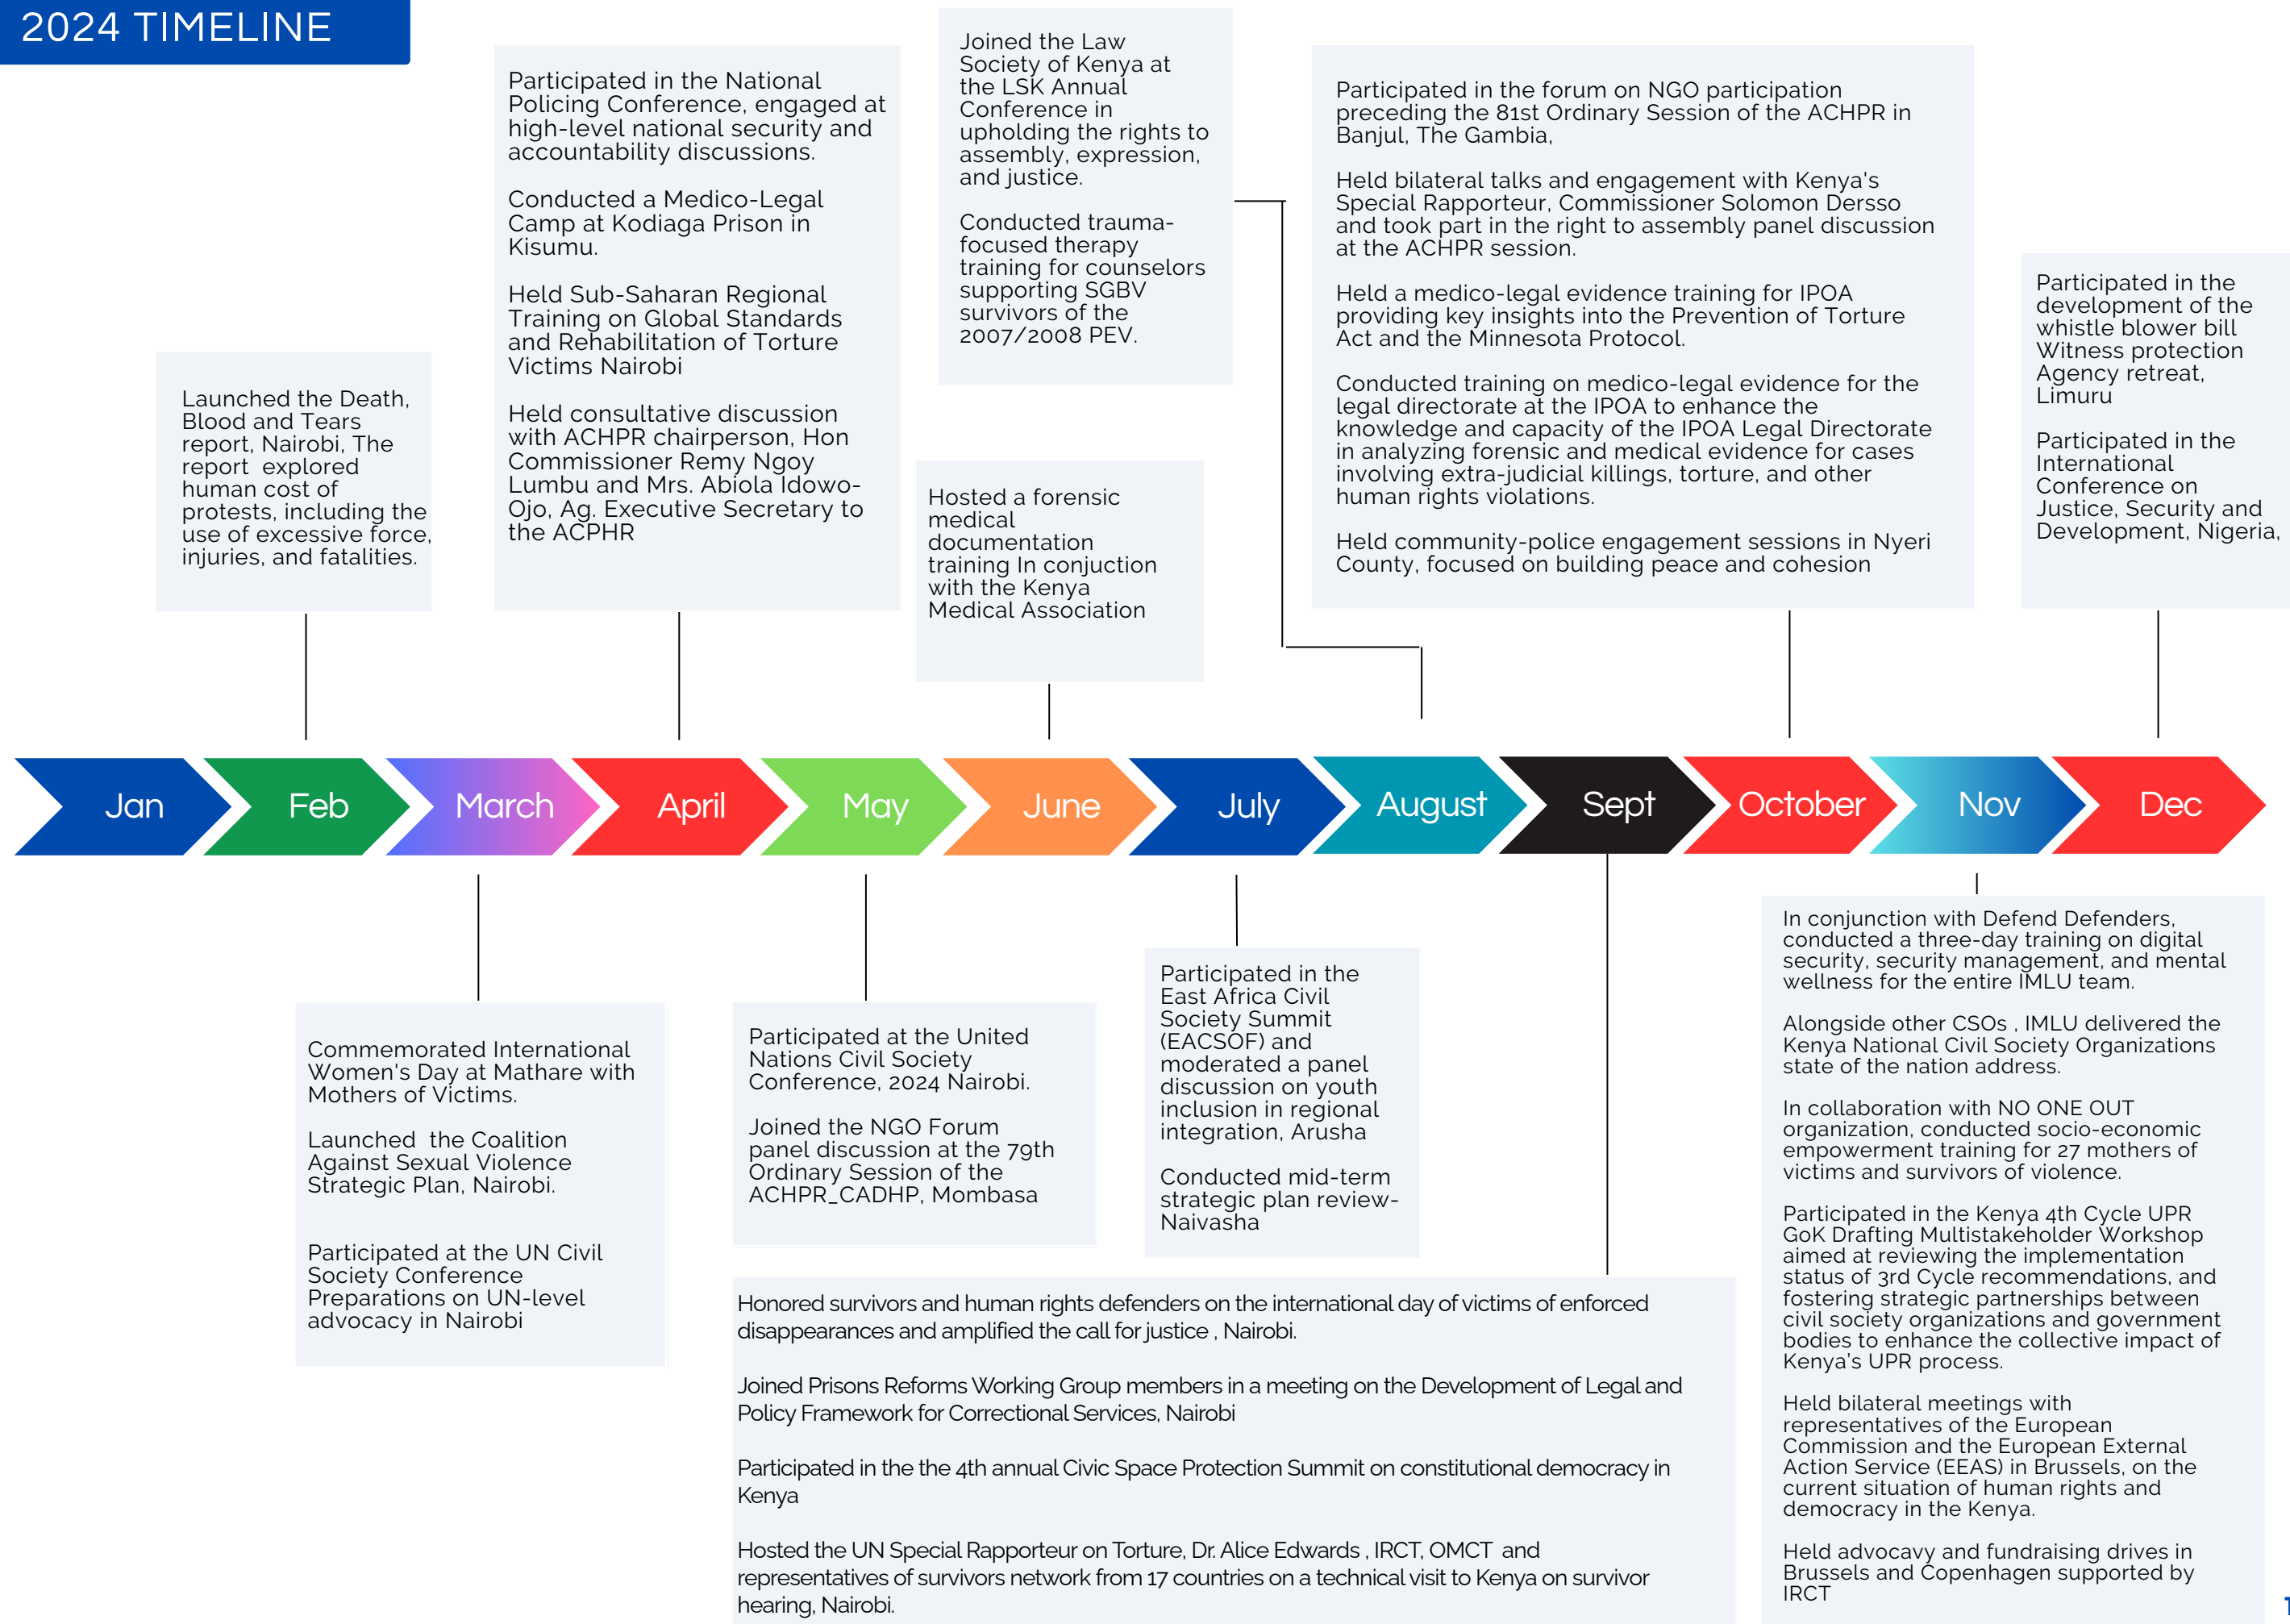 2024 TIMELINE
Launched the Death,
Blood and Tears
report, Nairobi, The
report  explored
human cost of
protests, including the
use of excessive force,
injuries, and fatalities.
Participated in the National
Policing Conference, engaged at
high-level national security and
accountability discussions.
Conducted a Medico-Legal
Camp at Kodiaga Prison in
Kisumu.
Held Sub-Saharan Regional
Training on Global Standards
and Rehabilitation of Torture
Victims Nairobi
Held consultative discussion
with ACHPR chairperson, Hon
Commissioner Remy Ngoy
Lumbu and Mrs. Abiola Idowo-
Ojo, Ag. Executive Secretary to
the ACPHR
Joined the Law
Society of Kenya at
the LSK Annual
Conference in
upholding the rights to
assembly, expression,
and justice.
Conducted trauma-
focused therapy
training for counselors
supporting SGBV
survivors of the
2007/2008 PEV.
Hosted a forensic
medical
documentation
training In conjuction
with the Kenya
Medical Association
Participated in the forum on NGO participation
preceding the 81st Ordinary Session of the ACHPR in
Banjul, The Gambia,
Held bilateral talks and engagement with Kenya's
Special Rapporteur, Commissioner Solomon Dersso
and took part in the right to assembly panel discussion
at the ACHPR session.
Held a medico-legal evidence training for IPOA
providing key insights into the Prevention of Torture
Act and the Minnesota Protocol.
Conducted training on medico-legal evidence for the
legal directorate at the IPOA to enhance the
knowledge and capacity of the IPOA Legal Directorate
in analyzing forensic and medical evidence for cases
involving extra-judicial killings, torture, and other
human rights violations.
Held community-police engagement sessions in Nyeri
County, focused on building peace and cohesion
Participated in the
development of the
whistle blower bill
Witness protection
Agency retreat,
Limuru
Participated in the
International
Conference on
Justice, Security and
Development, Nigeria,
Jan
Feb
March
April
May
June
July
August
Sept
October
Nov
Dec
Commemorated International
Women's Day at Mathare with
Mothers of Victims.
Launched  the Coalition
Against Sexual Violence
Strategic Plan, Nairobi.
Participated at the UN Civil
Society Conference
Preparations on UN-level
advocacy in Nairobi
Participated at the United
Nations Civil Society
Conference, 2024 Nairobi.
Joined the NGO Forum
panel discussion at the 79th
Ordinary Session of the
ACHPR_CADHP, Mombasa
Participated in the
East Africa Civil
Society Summit
(EACSOF) and
moderated a panel
discussion on youth
inclusion in regional
integration, Arusha
Conducted mid-term
strategic plan review-
Naivasha
Honored survivors and human rights defenders on the international day of victims of enforced
disappearances and amplified the call for justice , Nairobi.
Joined Prisons Reforms Working Group members in a meeting on the Development of Legal and
Policy Framework for Correctional Services, Nairobi
Participated in the the 4th annual Civic Space Protection Summit on constitutional democracy in
Kenya
Hosted the UN Special Rapporteur on Torture, Dr. Alice Edwards , IRCT, OMCT  and
representatives of survivors network from 17 countries on a technical visit to Kenya on survivor
hearing, Nairobi.
In conjunction with Defend Defenders,
conducted a three-day training on digital
security, security management, and mental
wellness for the entire IMLU team.
Alongside other CSOs , IMLU delivered the
Kenya National Civil Society Organizations
state of the nation address.
In collaboration with NO ONE OUT
organization, conducted socio-economic
empowerment training for 27 mothers of
victims and survivors of violence.
Participated in the Kenya 4th Cycle UPR
GoK Drafting Multistakeholder Workshop
aimed at reviewing the implementation
status of 3rd Cycle recommendations, and
fostering strategic partnerships between
civil society organizations and government
bodies to enhance the collective impact of
Kenya's UPR process.
Held bilateral meetings with
representatives of the European
Commission and the European External
Action Service (EEAS) in Brussels, on the
current situation of human rights and
democracy in the Kenya.
Held advocavy and fundraising drives in
Brussels and Copenhagen supported by
IRCT